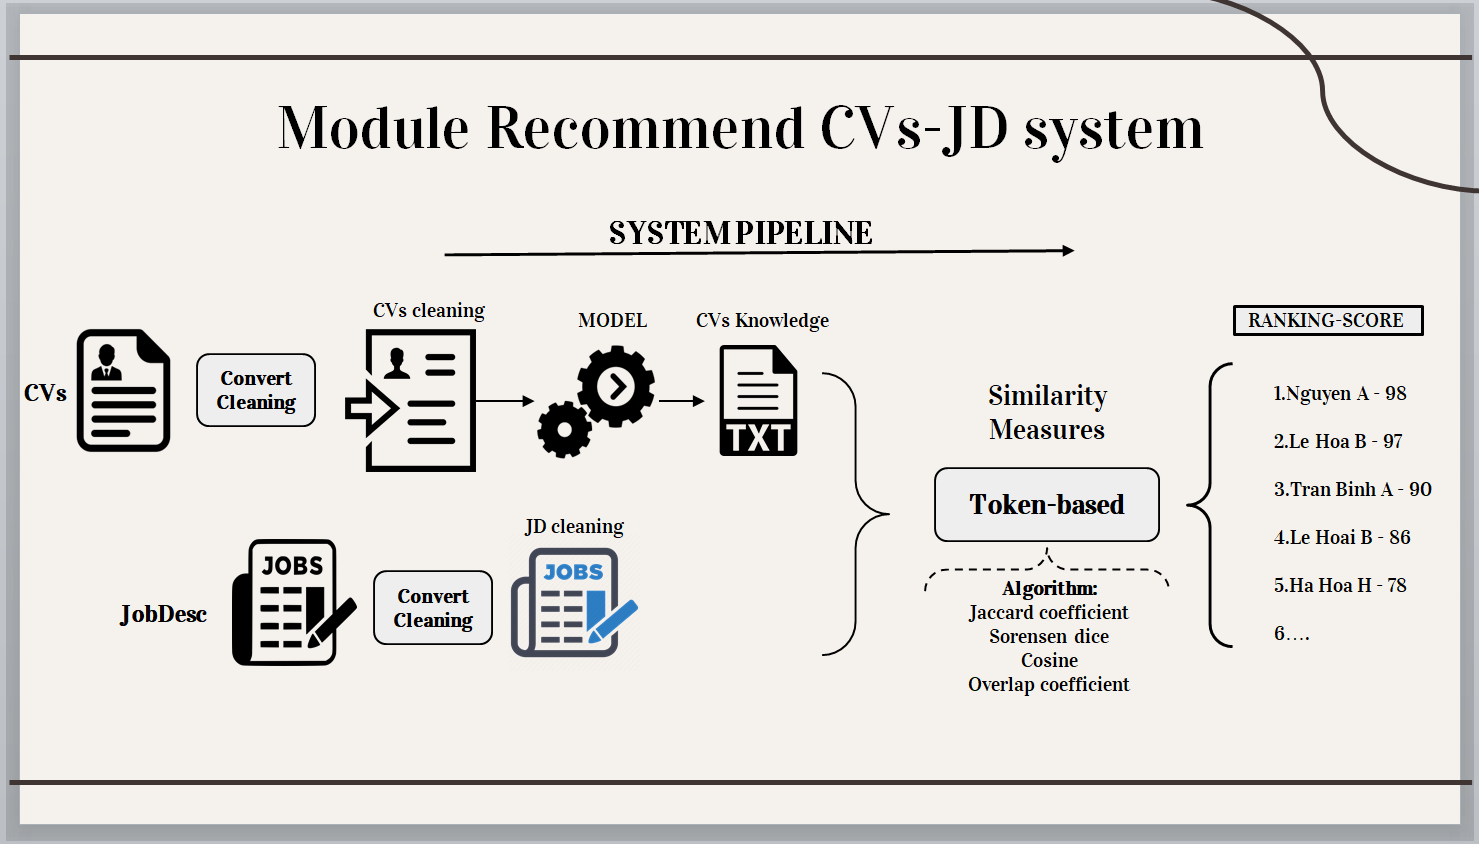 Module Recommend CVs-JD system
SYSTEM PIPELINE
CVs
Convert
Cleaning
CVs cleaning
MODEL
CVs Knowledge
TXT
JobDesc
JOBS
Convert
Cleaning
JD cleaning
JOBS
Similarity
Measures
Token-based
Algorithm:
Jaccard coefficient
Sorensen dice
Cosine
Overlap coefficient
RANKING-SCORE
1.Nguyen A - 98
2.Le Hoa B - 97
3.Tran Binh A - 90
4.Le Hoai B - 86
5.Ha Hoa H - 78
6....